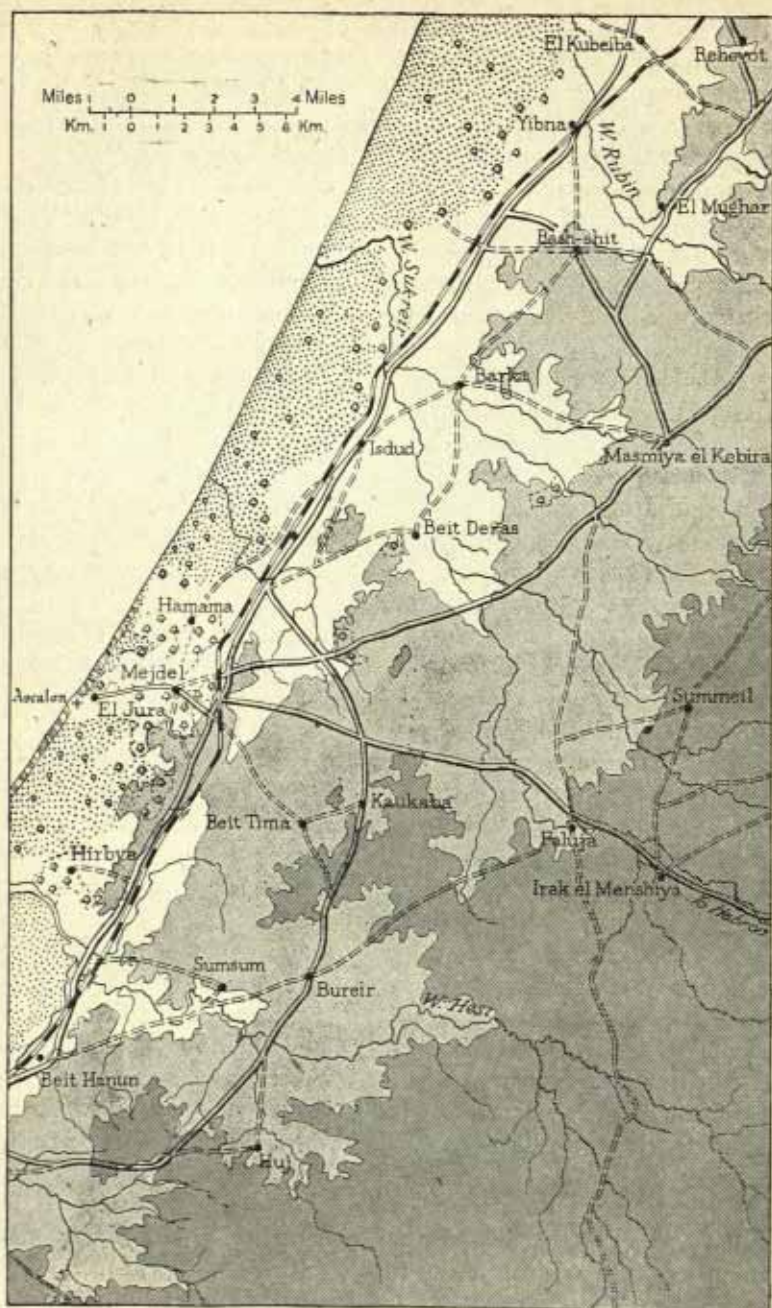 El Kubeiba
Rehovot
Miles 1 0 1 2 3 4 Miles
Km. 1 0 1 2 3 4 5 6 Km.
Yibna
W. Rubin
El Mughar
Bash-shit
W. Sukreir
Barka
Isdud
Masmiya el Kebira
Beit Deras
Hamama
Mejdel
Ascalon
El Jura
Summeil
Kaukaba
Beit Tima
Faluja
Hirbya
Irak el Menshiya
To Hebron
Sumsum
Bureir
W. Hesi
Beit Hanun
Huj